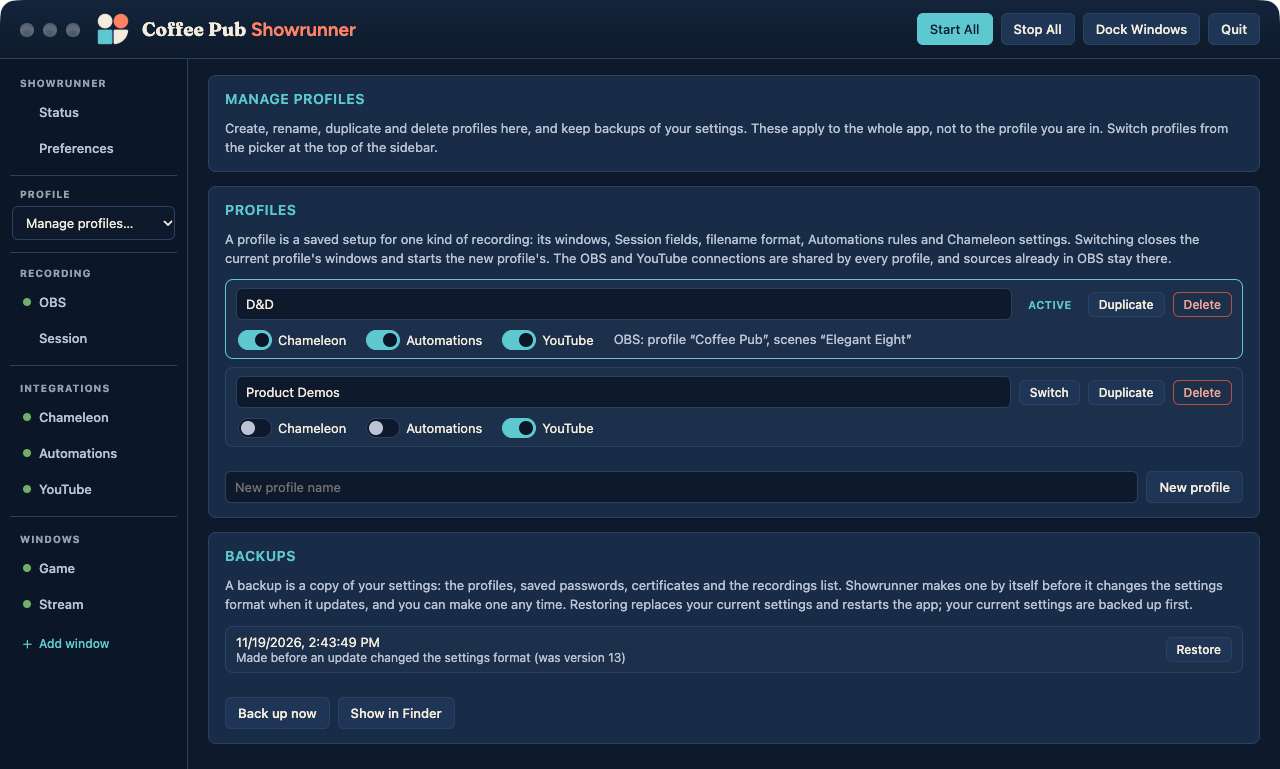 Coffee Pub Showrunner
Start All
Stop All
Dock Windows
Quit
SHOWRUNNER
Status
Preferences
PROFILE
Manage profiles...
RECORDING
OBS
Session
INTEGRATIONS
Chameleon
Automations
YouTube
WINDOWS
Game
Stream
+ Add window
MANAGE PROFILES
Create, rename, duplicate and delete profiles here, and keep backups of your settings. These apply to the whole app, not to the profile you are in. Switch profiles from
the picker at the top of the sidebar.
PROFILES
A profile is a saved setup for one kind of recording: its windows, Session fields, filename format, Automations rules and Chameleon settings. Switching closes the
current profile's windows and starts the new profile's. The OBS and YouTube connections are shared by every profile, and sources already in OBS stay there.
D&D
ACTIVE
Duplicate
Delete
Chameleon
Automations
YouTube
OBS: profile “Coffee Pub”, scenes “Elegant Eight”
Product Demos
Switch
Duplicate
Delete
Chameleon
Automations
YouTube
New profile name
New profile
BACKUPS
A backup is a copy of your settings: the profiles, saved passwords, certificates and the recordings list. Showrunner makes one by itself before it changes the settings
format when it updates, and you can make one any time. Restoring replaces your current settings and restarts the app; your current settings are backed up first.
11/19/2026, 2:43:49 PM
Made before an update changed the settings format (was version 13)
Restore
Back up now
Show in Finder